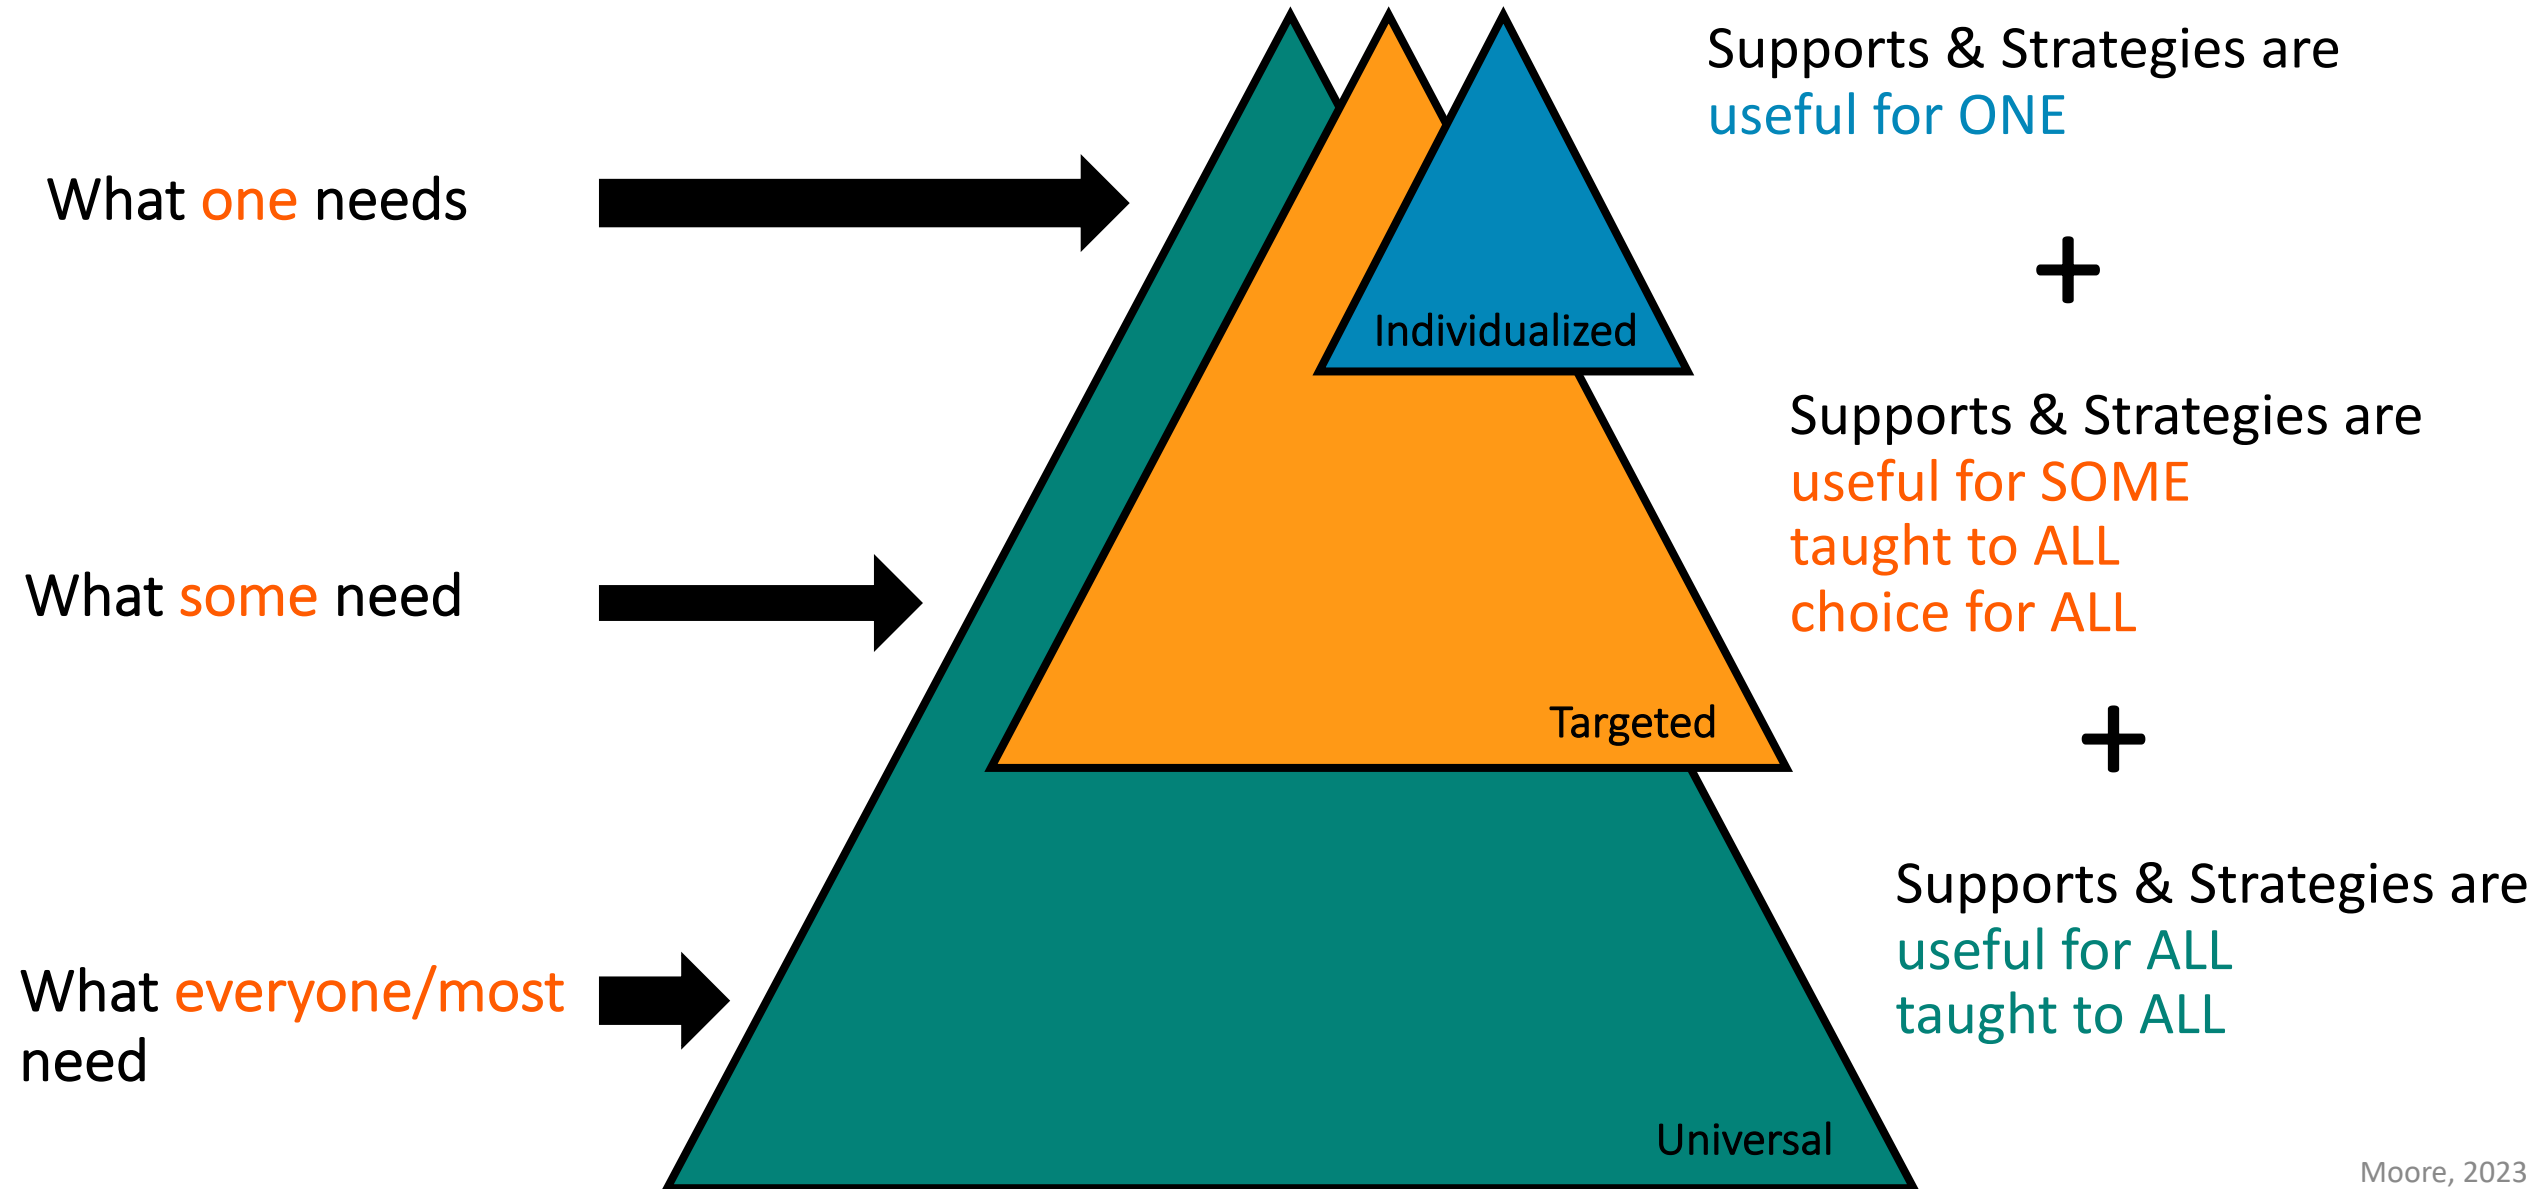 Supports & Strategies are
useful for ONE
What one needs
+
Individualized
Supports & Strategies are
useful for SOME
taught to ALL
choice for ALL
What some need
Targeted
+
Supports & Strategies are
useful for ALL
taught to ALL
What everyone/most
need
Universal
Moore, 2023